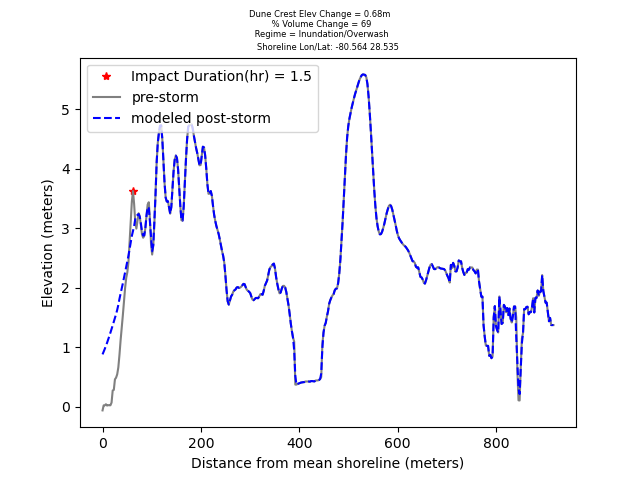 Dune Crest Elev Change = 0.68m
% Volume Change = 69
Regime = Inundation/Overwash
Shoreline Lon/Lat: -80.564 28.535
Impact Duration(hr) = 1.5
pre-storm
modeled post-storm
Elevation (meters)
5
4
3
2
1
0
0 200 400 600 800
Distance from mean shoreline (meters)